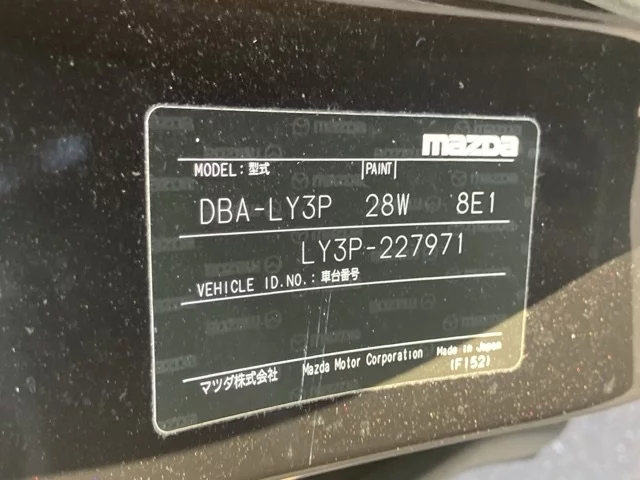 mazda
MODEL: 型式 PAINT
DBA-LY3P 28W 8E1
LY3P-227971
VEHICLE ID.NO.: 車台番号
マツダ株式会社 Mazda Motor Corporation Made in Japan
(F152)